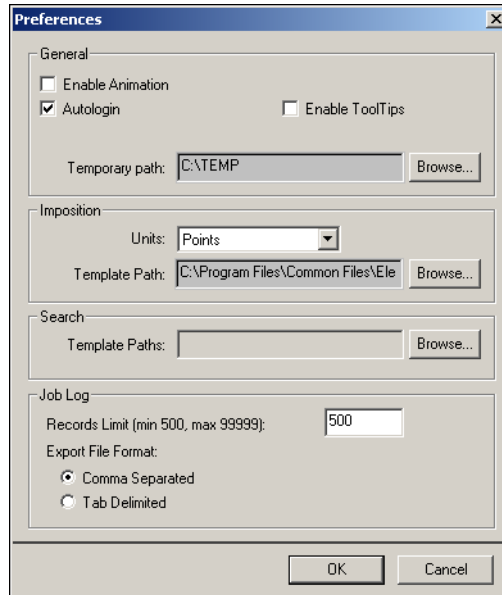 Preferences
General
Enable Animation
Autologin
Enable ToolTips
Temporary path: C:\TEMP Browse...
Imposition
Units: Points
Template Path: C:\Program Files\Common Files\Ele Browse...
Search
Template Paths: Browse...
Job Log
Records Limit (min 500, max 99999): 500
Export File Format:
Comma Separated
Tab Delimited
OK Cancel